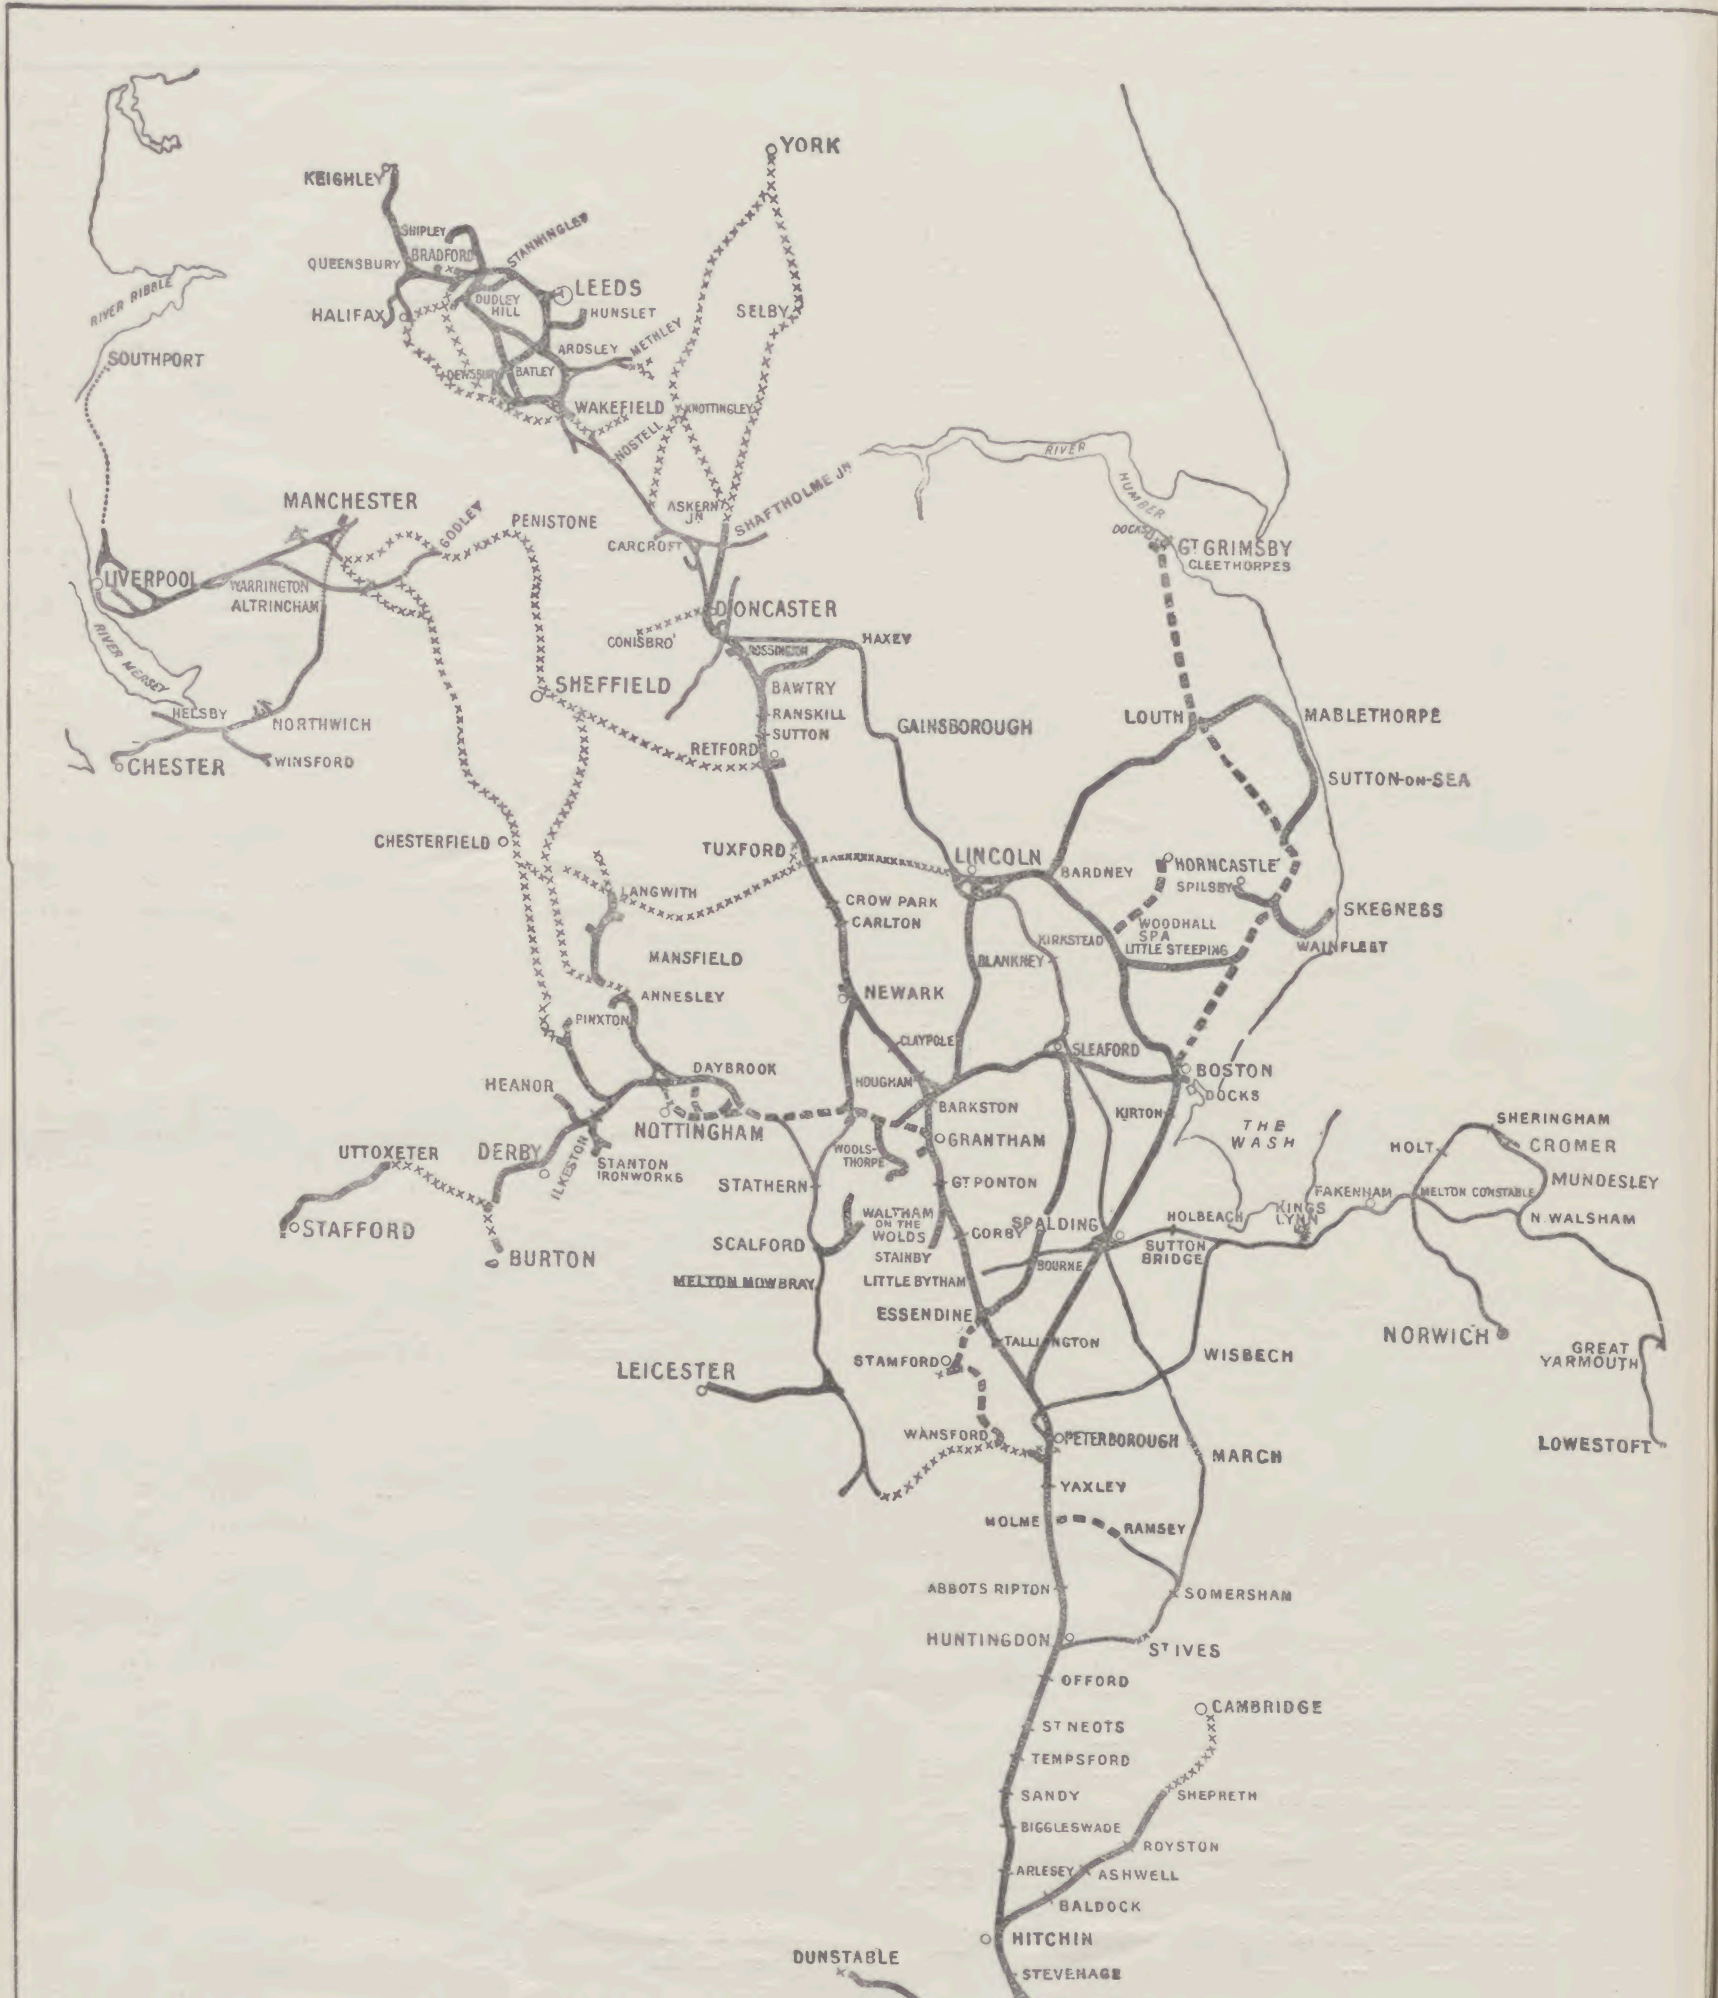 YORK
KEIGHLEY
SHIPLEY
STANNINGLEY
BRADFORD
QUEENSBURY
LEEDS
DUDLEY
HILL
HUNSLET
HALIFAX
RIVER RIBBLE
SELBY
METHLEY
ARDSLEY
SOUTHPORT
DEWSBURY
BATLEY
WAKEFIELD
KNOTTINGLEY
NOSTELL
RIVER
HUMBER
SHAFTHOLME JN
MANCHESTER
GODLEY
PENISTONE
ASKERN
JN
DOCKS
GT GRIMSBY
CLEETHORPES
CARCROFT
LIVERPOOL
WARRINGTON
ALTRINCHAM
DONCASTER
CONISBRO'
HAXEY
ROSSINGTON
RIVER MERSEY
SHEFFIELD
BAWTRY
HELSBY
NORTHWICH
RANSKILL
SUTTON
GAINSBOROUGH
LOUTH
MABLETHORPE
RETFORD
CHESTER
WINSFORD
SUTTON-ON-SEA
CHESTERFIELD
TUXFORD
LINCOLN
BARDNEY
HORNCASTLE
SPILSBY
LANGWITH
CROW PARK
CARLTON
SKEGNESS
WOODHALL
SPA
KIRKSTEAD
LITTLE STEEPING
WAINFLEET
MANSFIELD
BLANKNEY
NEWARK
ANNESLEY
PINXTON
CLAYPOLE
SLEAFORD
DAYBROOK
BOSTON
HEANOR
HOUGHAM
DOCKS
BARKSTON
KIRTON
THE
WASH
SHERINGHAM
NOTTINGHAM
GRANTHAM
HOLT
CROMER
UTTOXETER
DERBY
ILKESTON
STANTON
IRONWORKS
WOOLS-
THORPE
STATHERN
GT PONTON
MUNDESLEY
FAKENHAM
MELTON CONSTABLE
STAFFORD
WALTHAM
ON THE
WOLDS
SPALDING
HOLBEACH
KINGS
LYNN
N. WALSHAM
CORBY
SCALFORD
STAINBY
SUTTON
BRIDGE
BURTON
BOURNE
MELTON MOWBRAY
LITTLE BYTHAM
ESSENDINE
TALLINGTON
NORWICH
GREAT
YARMOUTH
STAMFORD
WISBECH
LEICESTER
WANSFORD
PETERBOROUGH
LOWESTOFT
MARCH
YAXLEY
HOLME
RAMSEY
ABBOTS RIPTON
SOMERSHAM
HUNTINGDON
ST IVES
OFFORD
CAMBRIDGE
ST NEOTS
TEMPSFORD
SANDY
SHEPRETH
BIGGLESWADE
ROYSTON
ARLESEY
ASHWELL
BALDOCK
HITCHIN
DUNSTABLE
STEVENAGE